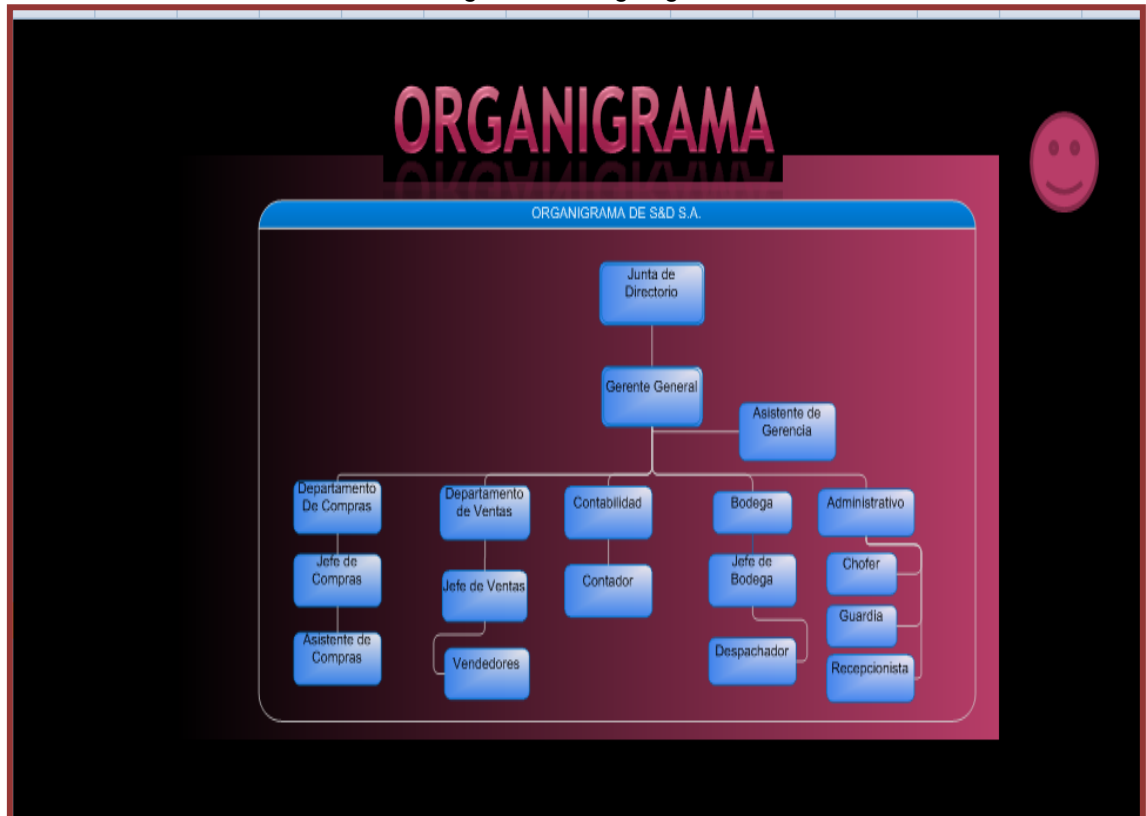 ORGANIGRAMA
ORGANIGRAMA DE S&D S.A.
Junta de
Directorio
Gerente General
Asistente de
Gerencia
Departamento
De Compras
Departamento
de Ventas
Contabilidad
Bodega
Administrativo
Jefe de
Compras
Jefe de Ventas
Contador
Jefe de
Bodega
Chofer
Guardia
Asistente de
Compras
Vendedores
Despachador
Recepcionista